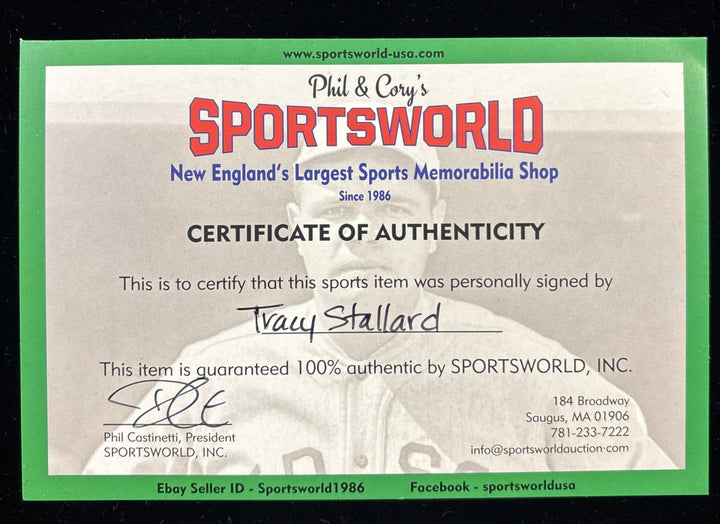 www.sportsworld-usa.com
Phil & Cory's
SPORTSWORLD
New England's Largest Sports Memorabilia Shop
Since 1986
CERTIFICATE OF AUTHENTICITY
This is to certify that this sports item was personally signed by
Tracy Stallard
This item is guaranteed 100% authentic by SPORTSWORLD, INC.
Phil Castinetti, President
SPORTSWORLD, INC.
184 Broadway
Saugus, MA 01906
781-233-7222
info@sportsworldauction.com
Ebay Seller ID - Sportsworld1986 Facebook - sportsworldusa